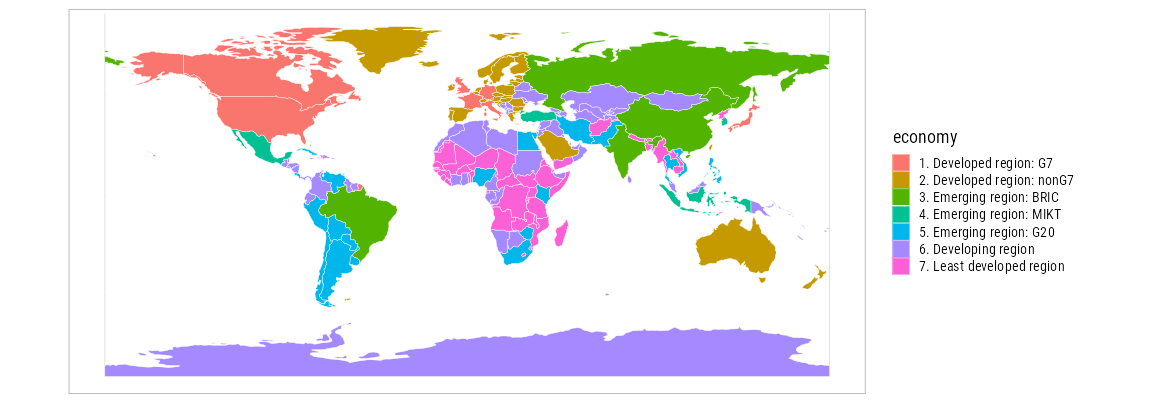 economy
1. Developed region: G7
2. Developed region: nonG7
3. Emerging region: BRIC
4. Emerging region: MIKT
5. Emerging region: G20
6. Developing region
7. Least developed region